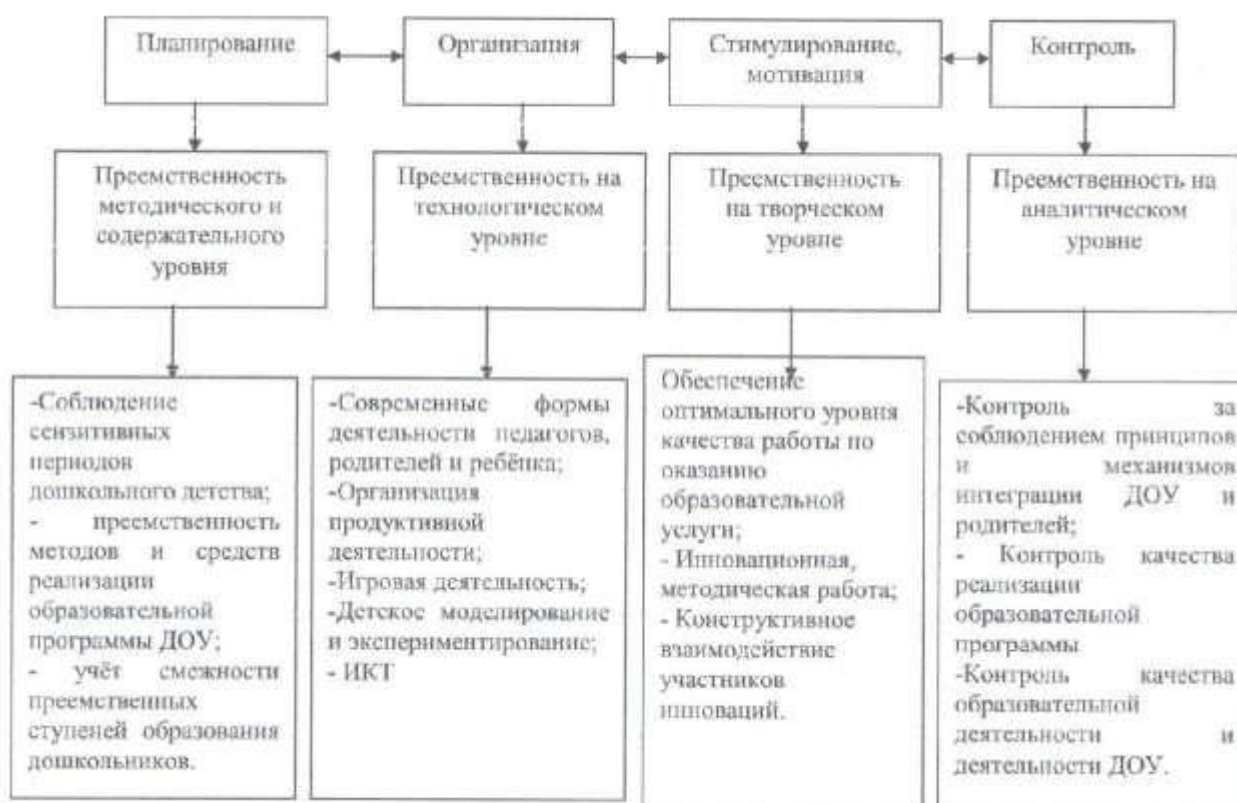 Планирование
Организация
Стимулирование,
мотивация
Контроль
Преемственность
методического и
содержательного
уровня
Преемственность на
технологическом
уровне
Преемственность
на творческом
уровне
Преемственность на
аналитическом
уровне
-Соблюдение
сензитивных
периодов
дошкольного детства;
- преемственность
методов и средств
реализации
образовательной
программы ДОУ;
- учёт смежности
преемственных
ступеней образования
дошкольников.
-Современные формы
деятельности педагогов,
родителей и ребёнка;
-Организация
продуктивной
деятельности;
-Игровая деятельность;
-Детское моделирование
и экспериментирование;
- ИКТ
Обеспечение
оптимального уровня
качества работы по
оказанию
образовательной
услуги;
- Инновационная,
методическая работа;
- Конструктивное
взаимодействие
участников
инноваций.
-Контроль за
соблюдением принципов
и механизмов
интеграции ДОУ и
родителей;
- Контроль качества
реализации
образовательной
программы
-Контроль качества
образовательной
деятельности и
деятельности ДОУ.